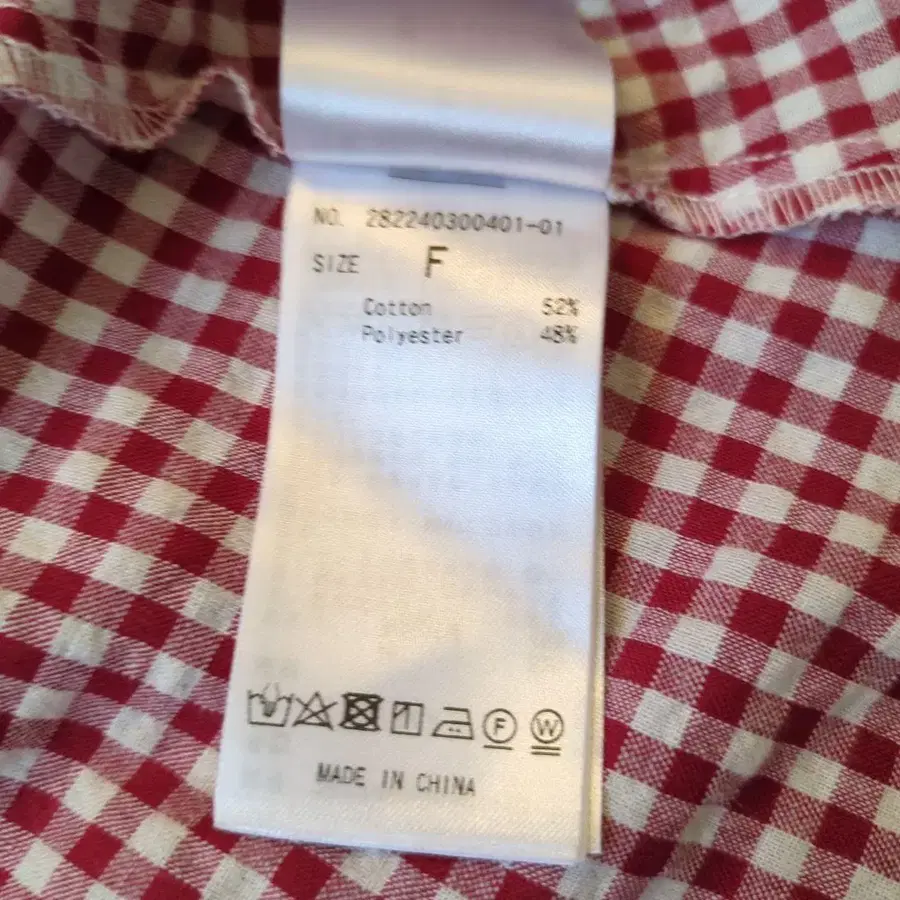 NO. 282240300401-01
SIZE F
Cotton 52%
Polyester 48%
F W
MADE IN CHINA